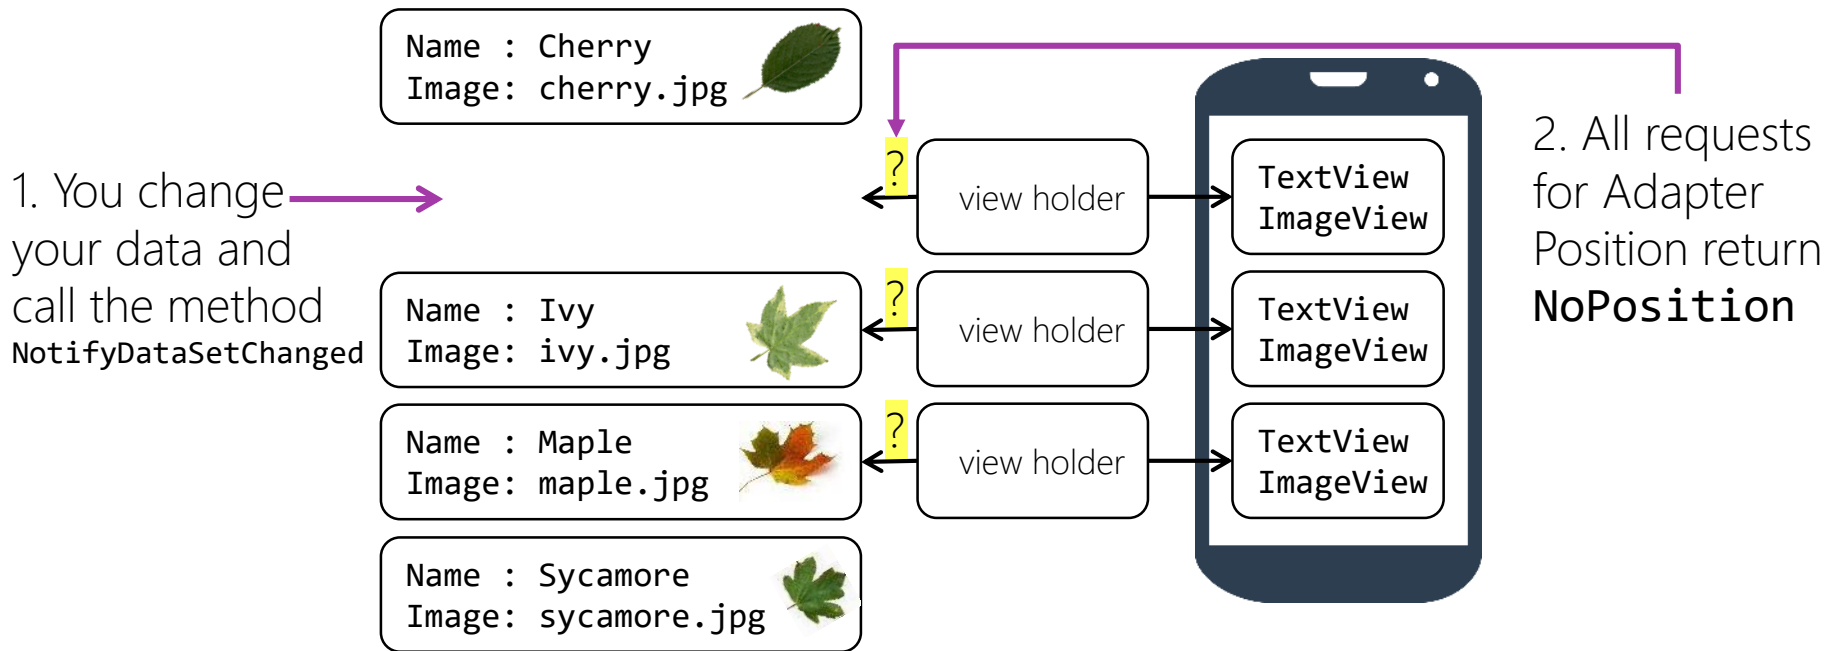 Name : Cherry
Image: cherry.jpg
1. You change
your data and
call the method
NotifyDataSetChanged
?
view holder
TextView
ImageView
2. All requests
for Adapter
Position return
NoPosition
Name : Ivy
Image: ivy.jpg
?
view holder
TextView
ImageView
Name : Maple
Image: maple.jpg
?
view holder
TextView
ImageView
Name : Sycamore
Image: sycamore.jpg